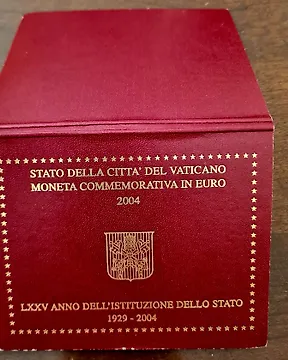 STATO DELLA CITTA' DEL VATICANO
MONETA COMMEMORATIVA IN EURO
2004
LXXV ANNO DELL'ISTITUZIONE DELLO STATO
1929 - 2004